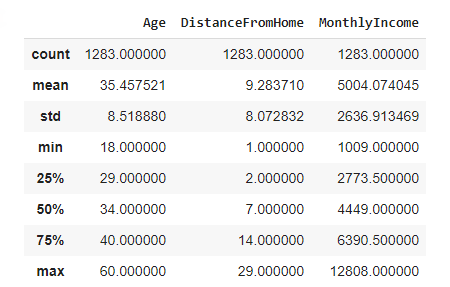 Age DistanceFromHome MonthlyIncome
count 1283.000000 1283.000000 1283.000000
mean 35.457521 9.283710 5004.074045
std 8.518880 8.072832 2636.913469
min 18.000000 1.000000 1009.000000
25% 29.000000 2.000000 2773.500000
50% 34.000000 7.000000 4449.000000
75% 40.000000 14.000000 6390.500000
max 60.000000 29.000000 12808.000000